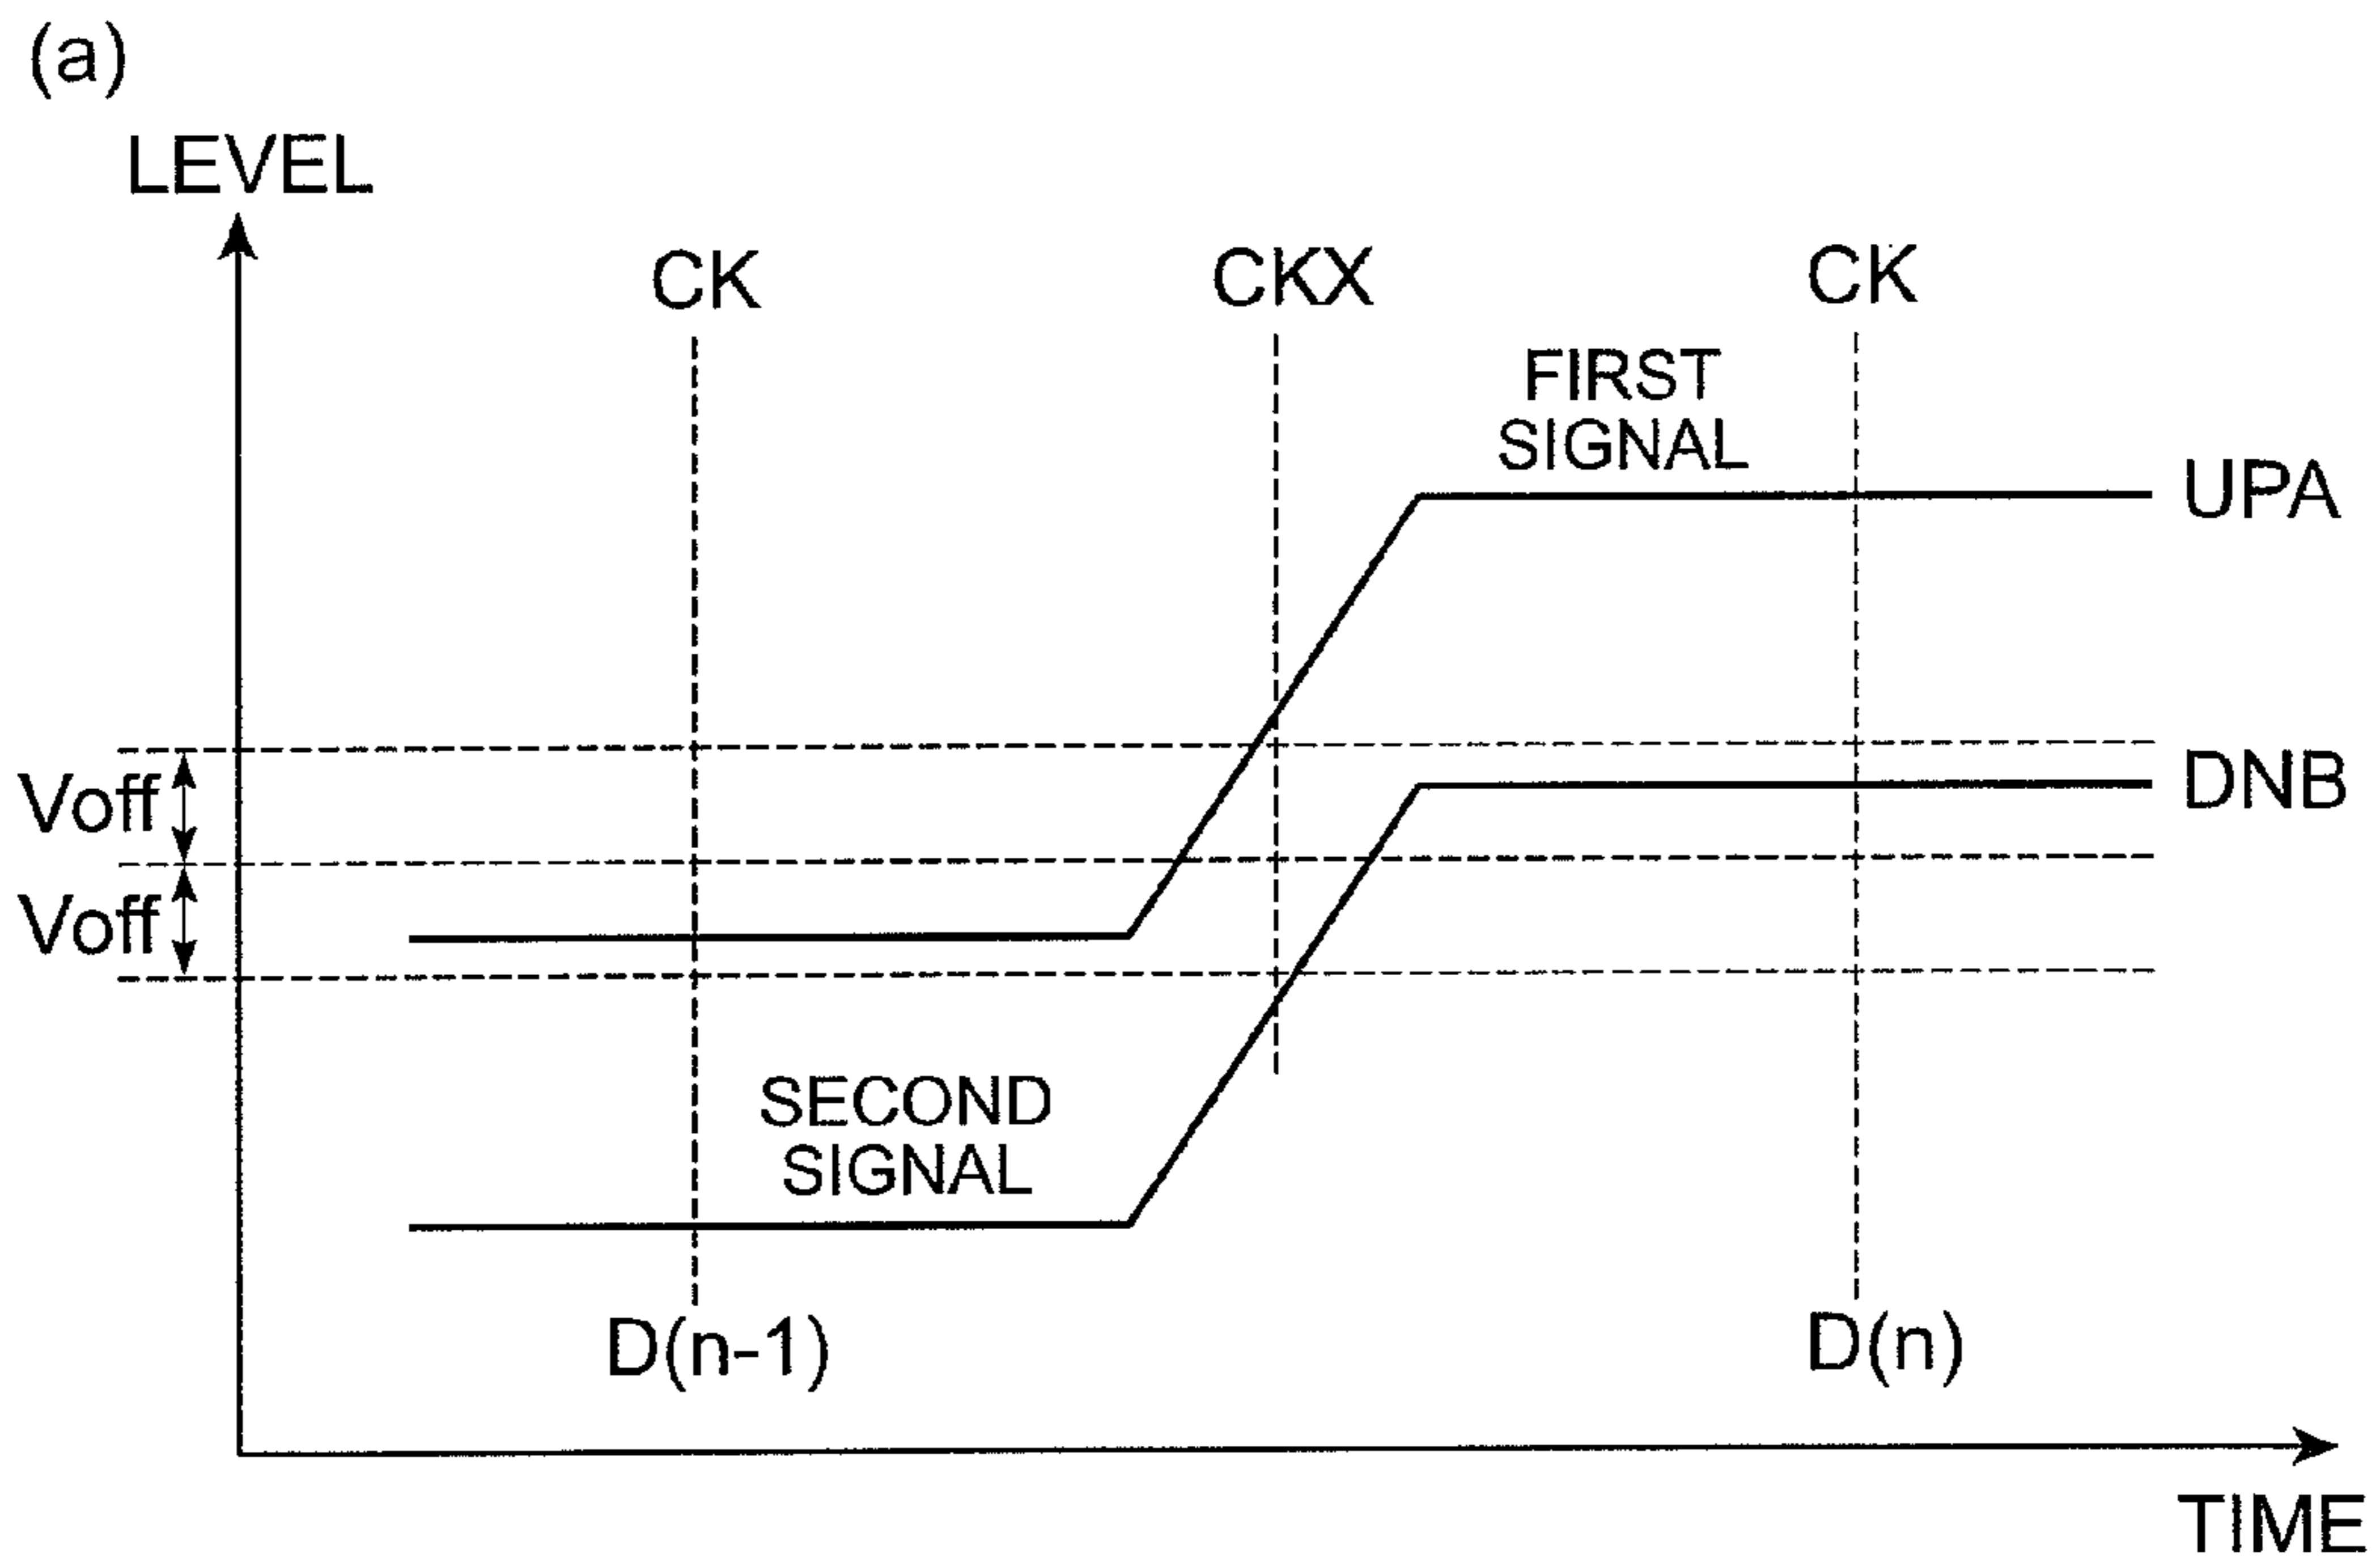 (a)
LEVEL
CK
CKX
CK
FIRST
SIGNAL
UPA
Voff
DNB
Voff
SECOND
SIGNAL
D(n-1)
D(n)
TIME